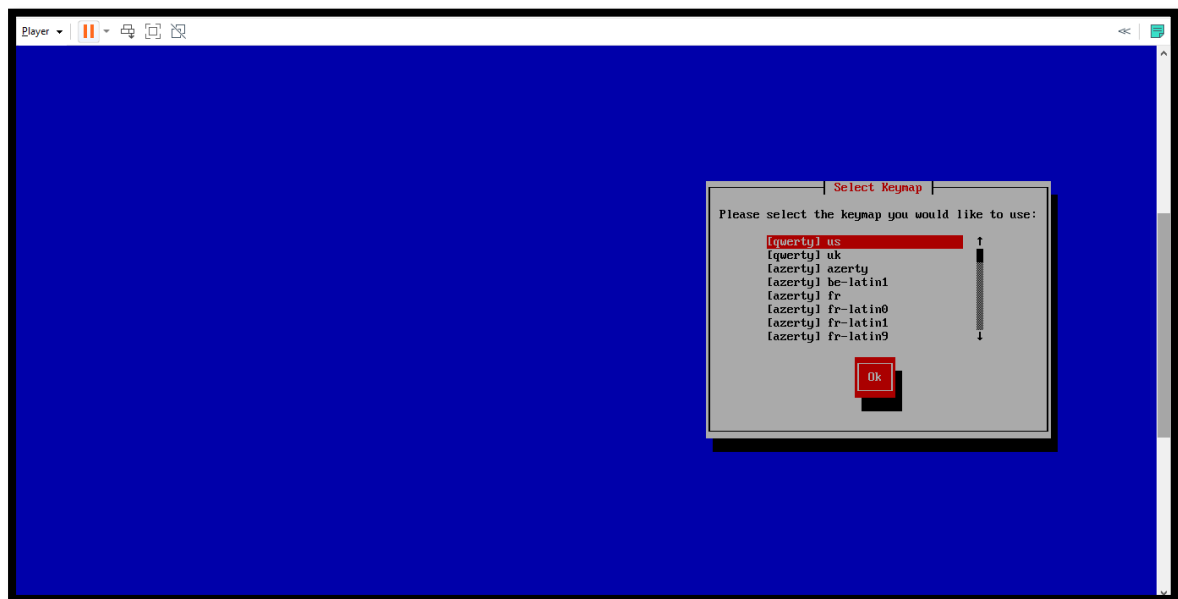 Player
Select Keymap
Please select the keymap you would like to use:
[qwerty] us
[qwerty] uk
[azerty] azerty
[azerty] be-latin1
[azerty] fr
[azerty] fr-latin0
[azerty] fr-latin1
[azerty] fr-latin9
Ok